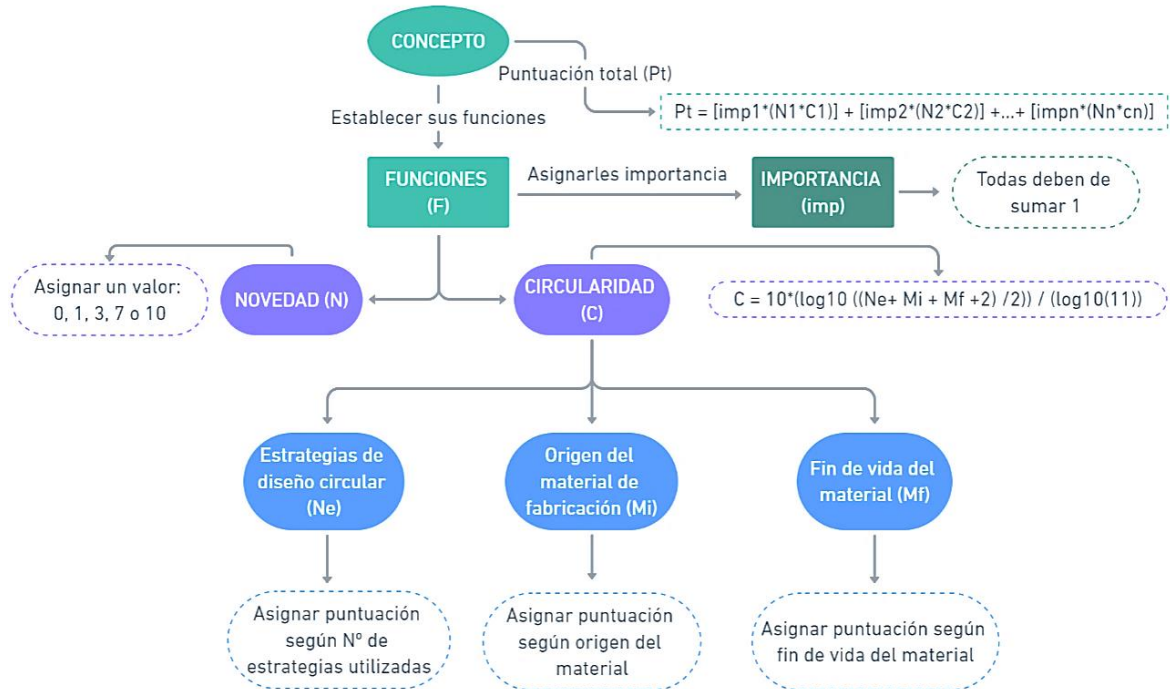 CONCEPTO
Puntuación total (Pt)
Pt = [imp1*(N1*C1)] + [imp2*(N2*C2)] +...+ [impn*(Nn*cn)]
Establecer sus funciones
FUNCIONES
(F)
Asignarles importancia
IMPORTANCIA
(imp)
Todas deben de
sumar 1
Asignar un valor:
0, 1, 3, 7 o 10
NOVEDAD (N)
CIRCULARIDAD
(C)
C = 10*(log10 ((Ne+ Mi + Mf +2) /2)) / (log10(11))
Estrategias de
diseño circular
(Ne)
Origen del
material de
fabricación (Mi)
Fin de vida del
material (Mf)
Asignar puntuación
según Nº de
estrategias utilizadas
Asignar puntuación
según origen del
material
Asignar puntuación según
fin de vida del material